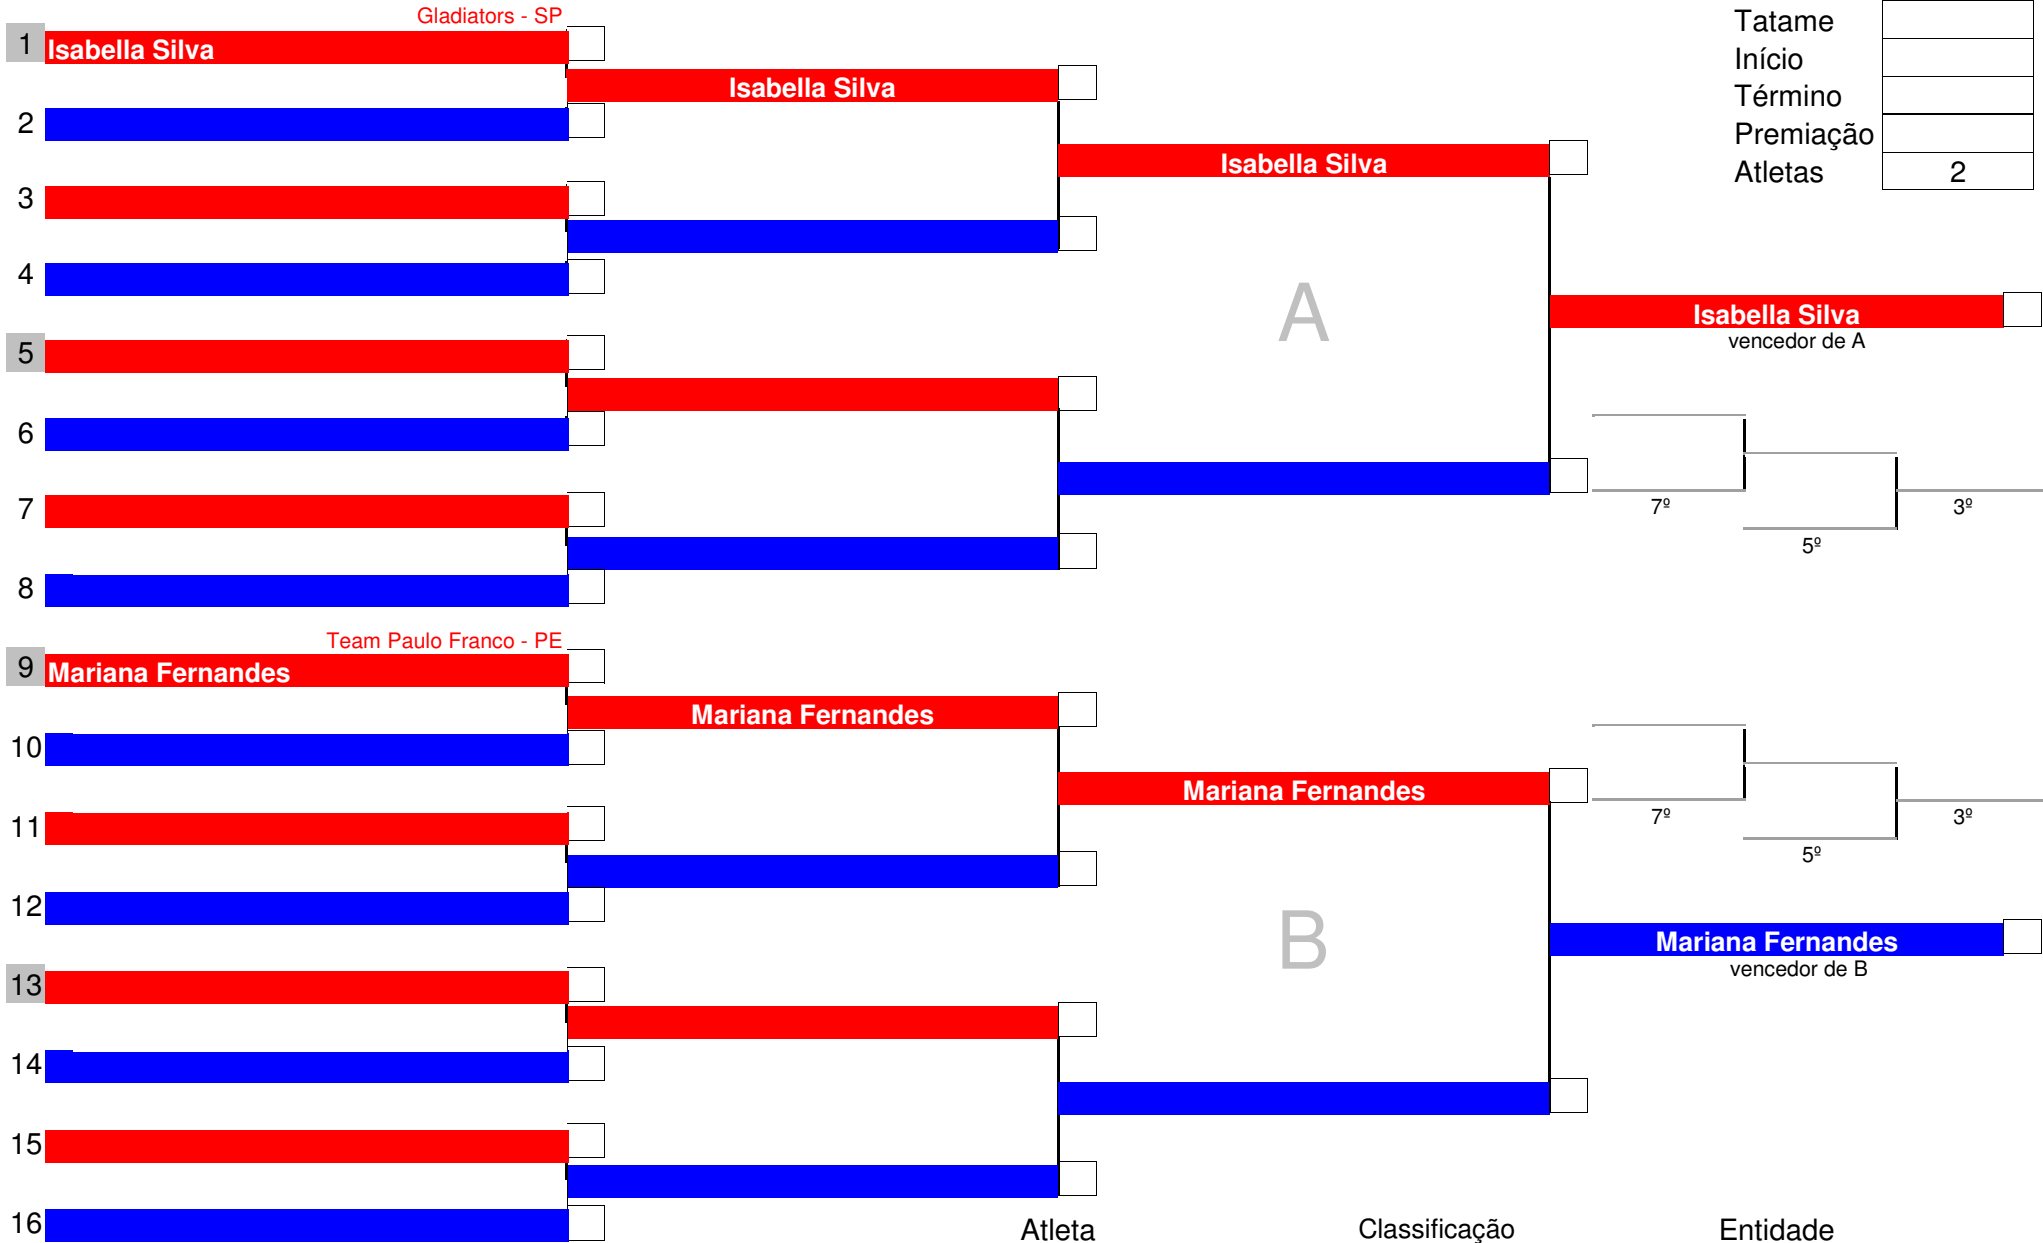 Gladiators - SP
1 Isabella Silva
Isabella Silva
2
Isabella Silva
3
4
Isabella Silva
vencedor de A
A
5
6
7
8
7º
5º
3º
Team Paulo Franco - PE
9 Mariana Fernandes
Mariana Fernandes
10
Mariana Fernandes
11
12
7º
5º
3º
B
Mariana Fernandes
vencedor de B
13
14
15
16
Tatame
Início
Término
Premiação
Atletas 2
Atleta Classificação Entidade